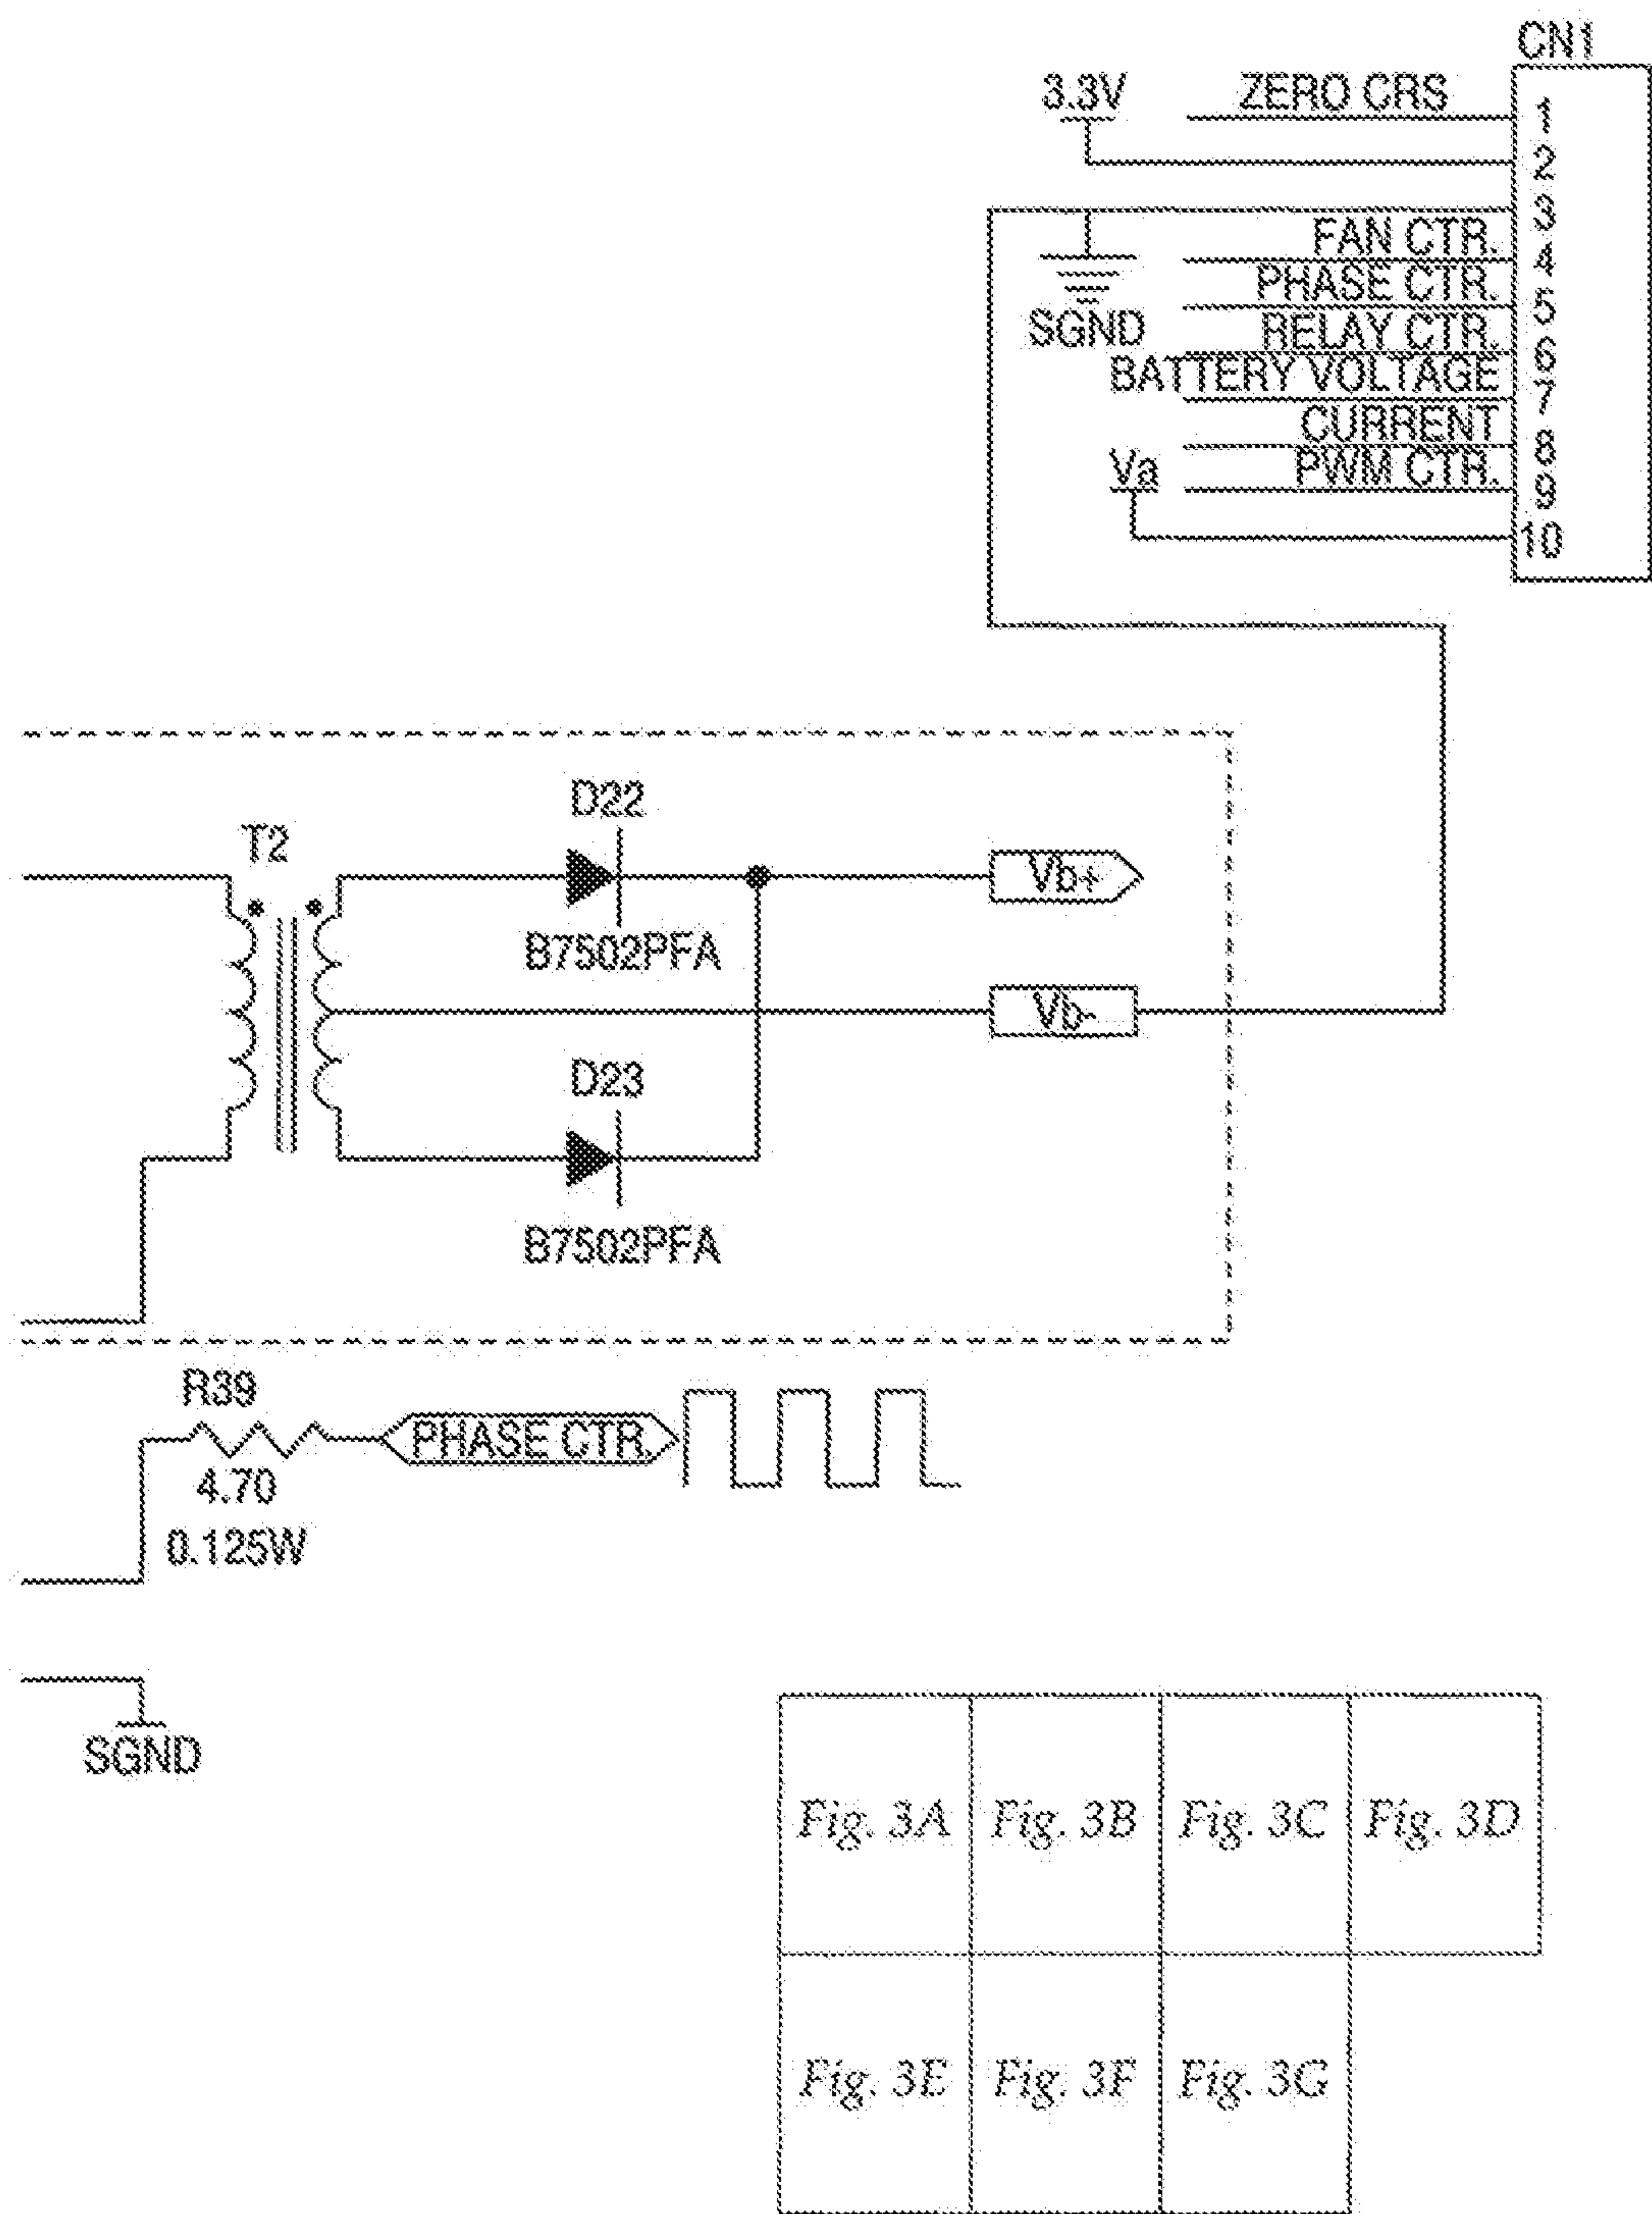 CN1
3.3V
ZERO CRS
1
2
3
FAN CTR.
4
PHASE CTR.
5
SGND
RELAY CTR.
6
BATTERY VOLTAGE
7
CURRENT
8
Va
PWM CTR.
9
10
D22
T2
Vb+
B7502PFA
Vb-
D23
B7502PFA
R39
PHASE CTR.
4.70
0.125W
SGND
Fig. 3A
Fig. 3B
Fig. 3C
Fig. 3D
Fig. 3E
Fig. 3F
Fig. 3G